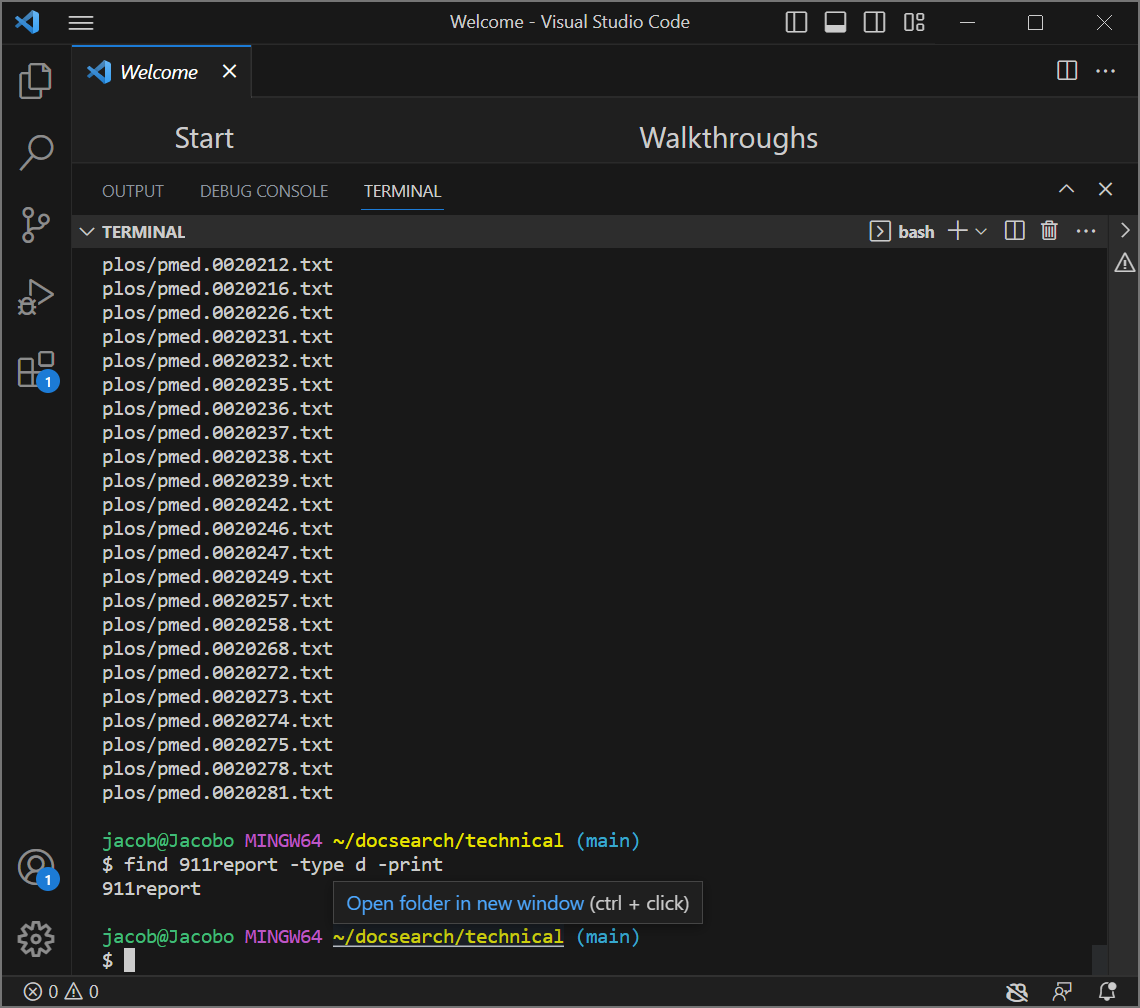 Welcome - Visual Studio Code
Welcome
Start
Walkthroughs
OUTPUT
DEBUG CONSOLE
TERMINAL
TERMINAL
bash
plos/pmed.0020212.txt
plos/pmed.0020216.txt
plos/pmed.0020226.txt
plos/pmed.0020231.txt
plos/pmed.0020232.txt
plos/pmed.0020235.txt
plos/pmed.0020236.txt
plos/pmed.0020237.txt
plos/pmed.0020238.txt
plos/pmed.0020239.txt
plos/pmed.0020242.txt
plos/pmed.0020246.txt
plos/pmed.0020247.txt
plos/pmed.0020249.txt
plos/pmed.0020257.txt
plos/pmed.0020258.txt
plos/pmed.0020268.txt
plos/pmed.0020272.txt
plos/pmed.0020273.txt
plos/pmed.0020274.txt
plos/pmed.0020275.txt
plos/pmed.0020278.txt
plos/pmed.0020281.txt
jacob@Jacobo MINGW64 ~/docsearch/technical (main)
$ find 911report -type d -print
911report
Open folder in new window (ctrl + click)
jacob@Jacobo MINGW64 ~/docsearch/technical (main)
$
1
1
0
0